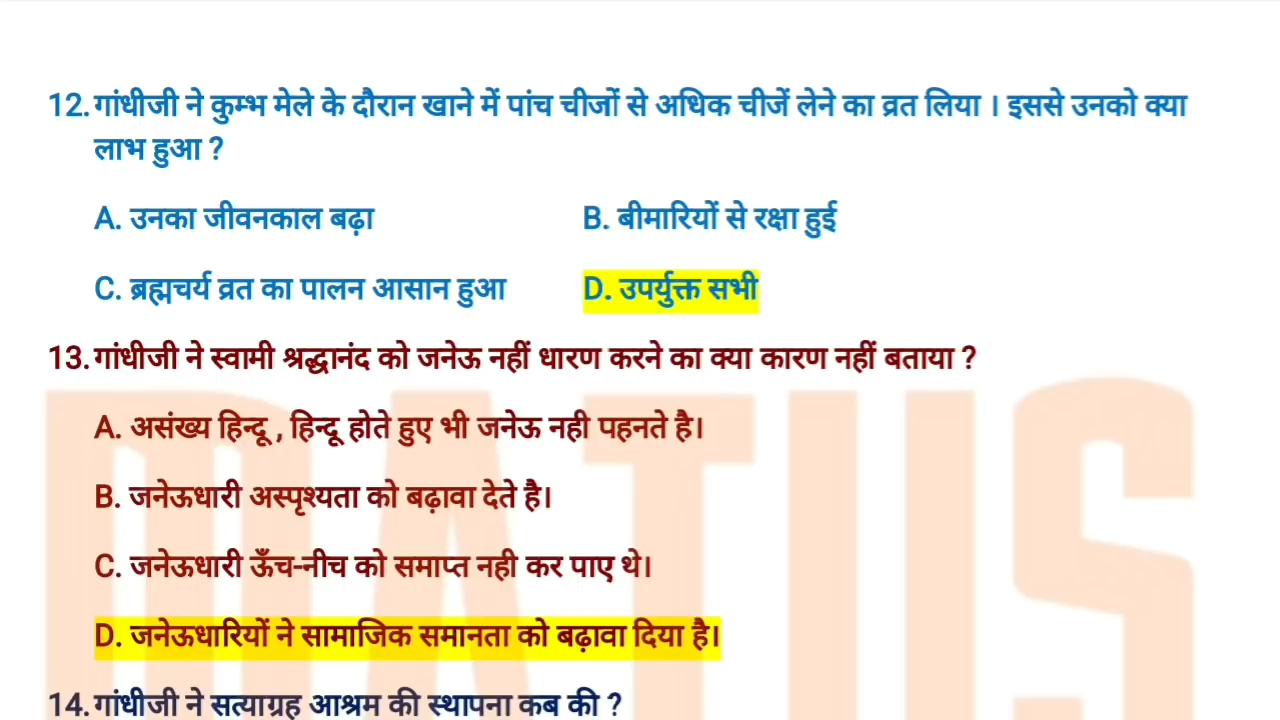 12. गांधीजी ने कुम्भ मेले के दौरान खाने में पांच चीजों से अधिक चीजें लेने का व्रत लिया । इससे उनको क्या
लाभ हुआ ?
A. उनका जीवनकाल बढ़ा B. बीमारियों से रक्षा हुई
C. ब्रह्मचर्य व्रत का पालन आसान हुआ D. उपर्युक्त सभी
13. गांधीजी ने स्वामी श्रद्धानंद को जनेऊ नहीं धारण करने का क्या कारण नहीं बताया ?
A. असंख्य हिन्दू , हिन्दू होते हुए भी जनेऊ नही पहनते है।
B. जनेऊधारी अस्पृश्यता को बढ़ावा देते है।
C. जनेऊधारी ऊँच-नीच को समाप्त नही कर पाए थे।
D. जनेऊधारियों ने सामाजिक समानता को बढ़ावा दिया है।
14. गांधीजी ने सत्याग्रह आश्रम की स्थापना कब की ?